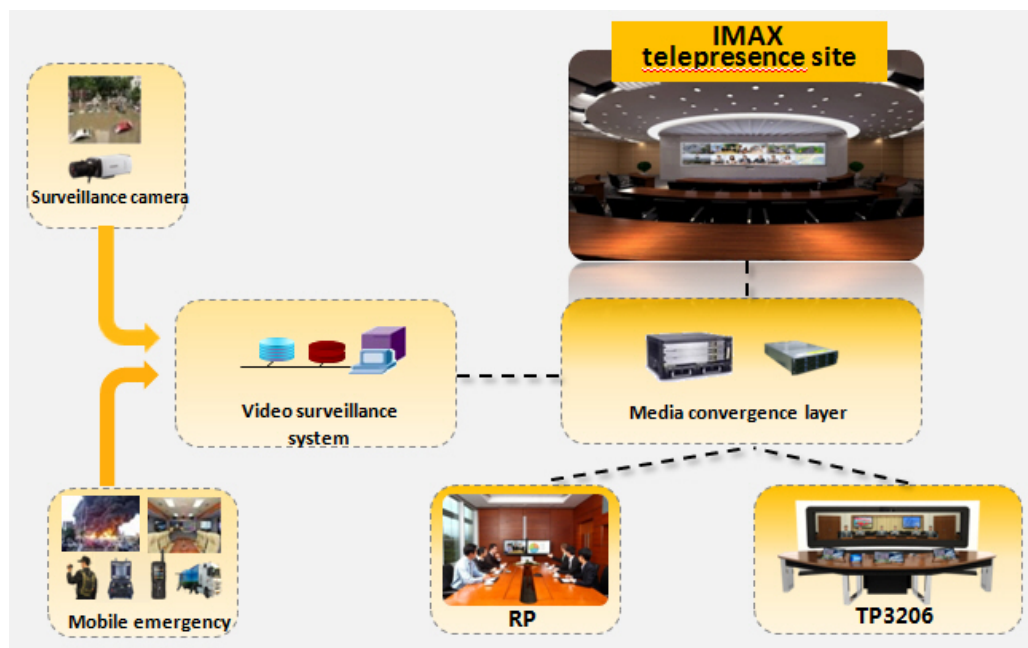 IMAX
telepresence site
Surveillance camera
Video surveillance
system
Media convergence layer
Mobile emergency
RP
TP3206